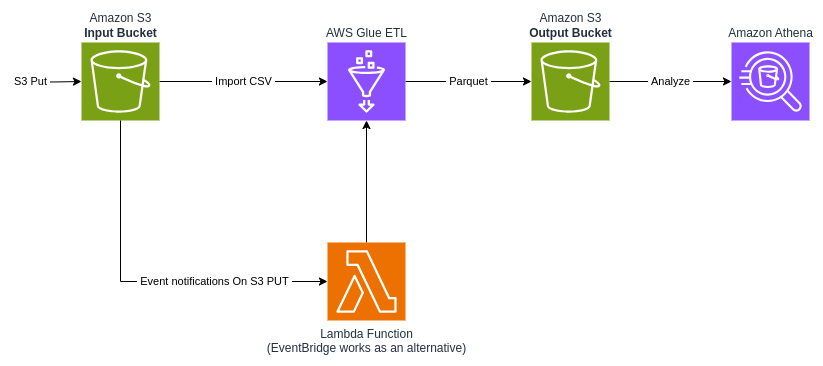 Amazon S3
Input Bucket
AWS Glue ETL
Amazon S3
Output Bucket
Amazon Athena
S3 Put
Import CSV
Parquet
Analyze
Event notifications On S3 PUT
Lambda Function
(EventBridge works as an alternative)